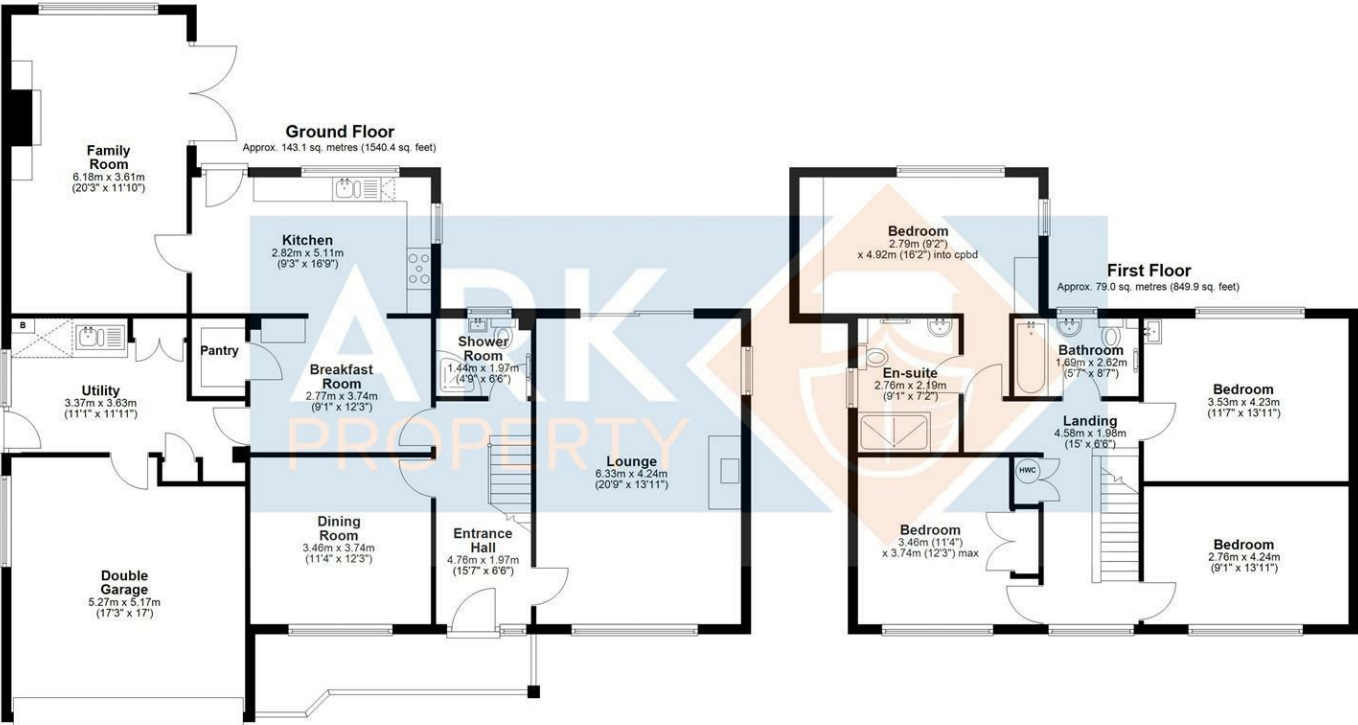 Ground Floor
Approx. 143.1 sq. metres (1540.4 sq. feet)
Family
Room
6.18m x 3.61m
(20'3" x 11'10")
Kitchen
2.82m x 5.11m
(9'3" x 16'9")
B
Utility
3.37m x 3.63m
(11'1" x 11'11")
Pantry
Breakfast
Room
2.77m x 3.74m
(9'1" x 12'3")
Shower
Room
1.44m x 1.97m
(4'9" x 6'6")
Lounge
6.33m x 4.24m
(20'9" x 13'11")
Dining
Room
3.46m x 3.74m
(11'4" x 12'3")
Entrance
Hall
4.76m x 1.97m
(15'7" x 6'6")
Double
Garage
5.27m x 5.17m
(17'3" x 17')
First Floor
Approx. 79.0 sq. metres (849.9 sq. feet)
Bedroom
2.79m (9'2")
x 4.92m (16'2") into cpbd
En-suite
2.76m x 2.19m
(9'1" x 7'2")
Bathroom
1.69m x 2.62m
(5'7" x 8'7")
Bedroom
3.53m x 4.23m
(11'7" x 13'11")
Landing
4.58m x 1.98m
(15' x 6'6")
HWC
Bedroom
3.46m (11'4")
x 3.74m (12'3") max
Bedroom
2.76m x 4.24m
(9'1" x 13'11")
ARK
PROPERTY